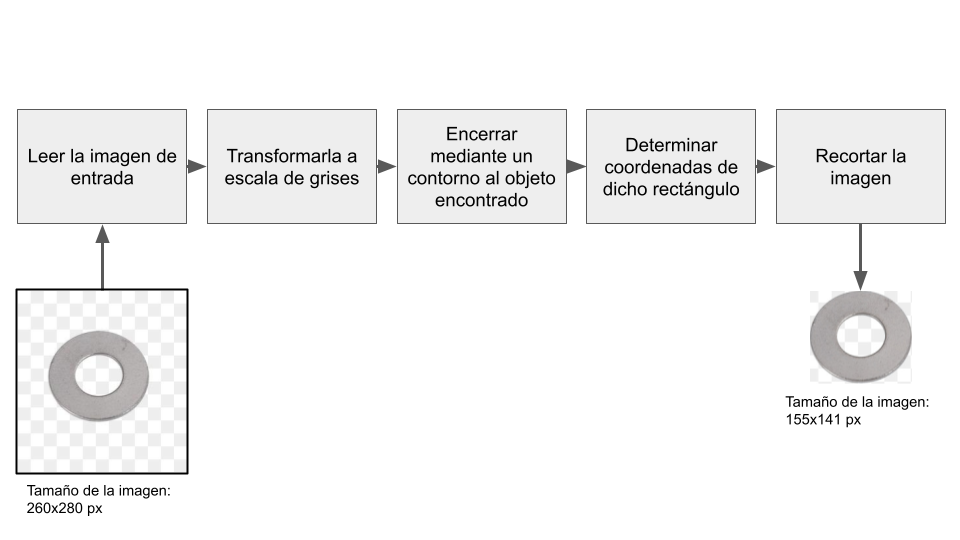 Leer la imagen de
entrada
Transformarla a
escala de grises
Encerrar
mediante un
contorno al objeto
encontrado
Determinar
coordenadas de
dicho rectángulo
Recortar la
imagen
Tamaño de la imagen:
155x141 px
Tamaño de la imagen:
260x280 px